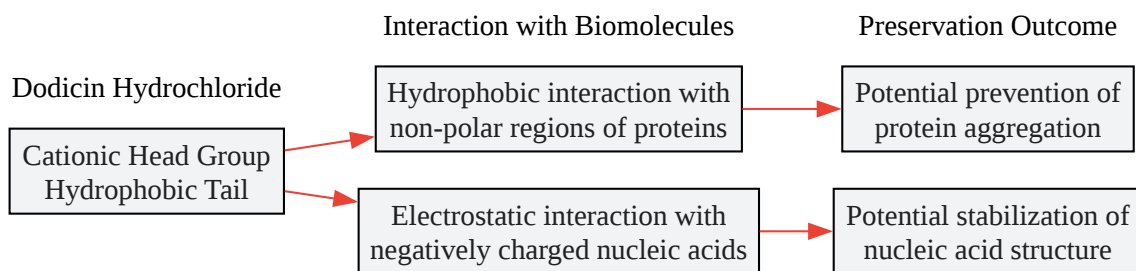 Dodicin Hydrochloride
Cationic Head Group
Hydrophobic Tail
Interaction with Biomolecules
Hydrophobic interaction with
non-polar regions of proteins
Electrostatic interaction with
negatively charged nucleic acids
Preservation Outcome
Potential prevention of
protein aggregation
Potential stabilization of
nucleic acid structure